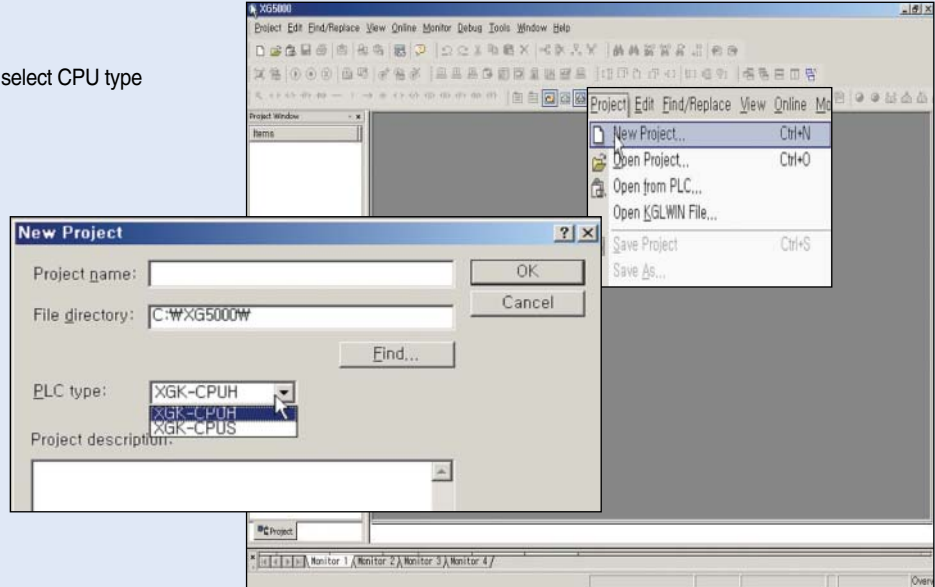 select CPU type
XG5000
Project Edit Find/Replace View Online Monitor Debug Tools Window Help
Project Window
Items
Project Edit Find/Replace View Online Mo
New Project... Ctrl+N
Open Project... Ctrl+O
Open from PLC...
Open KGLWIN File...
Save Project Ctrl+S
Save As...
New Project
Project name:
OK
File directory: C:₩XG5000₩
Cancel
Find...
PLC type: XGK-CPUH
XGK-CPUH
XGK-CPUS
Project description:
Project
Monitor 1 Monitor 2 Monitor 3 Monitor 4
Over